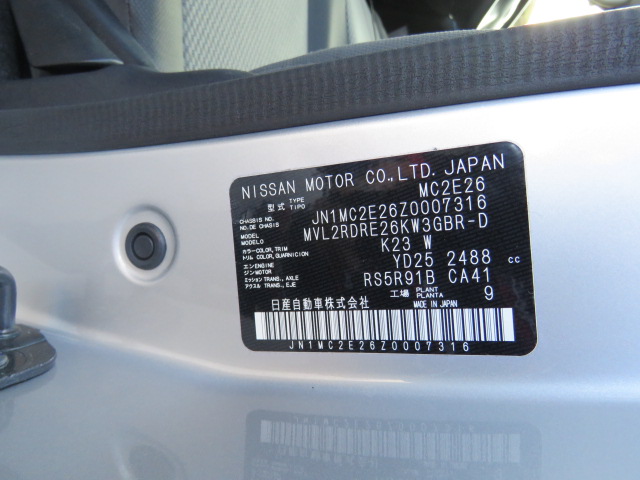 NISSAN MOTOR CO.,LTD. JAPAN
型式 TYPE TIPO MC2E26
CHASSIS NO. NO.DE CHASIS JN1MC2E26Z0007316
MODEL MODELO MVL2RDRE26KW3GBR-D
カラー COLOR, TRIM トリム COLOR, GUARNICION K23 W
エンジン ENGINE MOTOR YD25 2488 cc
ミッション TRANS., AXLE アクスル TRANS., EJE RS5R91B CA41
工場 PLANT PLANTA 9
日産自動車株式会社 MADE IN JAPAN
JN1MC2E26Z0007316